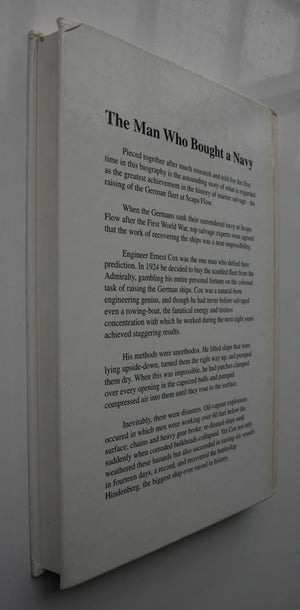 The Man Who Bought a Navy
Pieced together after much research and told for the first
time in this biography is the astounding story of what is regarded
as the greatest achievement in the history of marine salvage - the
raising of the German fleet at Scapa Flow.
When the Germans sank their surrendered navy at Scapa
Flow after the First World War, top salvage experts were agreed
that the work of recovering the ships was a near-impossibility.
Engineer Ernest Cox was the one man who defied their
prediction. In 1924 he decided to buy the scuttled fleet from the
Admiralty, gambling his entire personal fortune on the colossal
task of raising the German ships. Cox was a natural-born
engineering genius, and though he had never before salvaged
even a rowing-boat, the fanatical energy and tireless
concentration with which he worked during the next eight years
achieved staggering results.
His methods were unorthodox. He lifted ships that were
lying upside-down, turned them the right way up, and pumped
them dry. When this was impossible, he had patches clamped
over every opening in the capsized hulls and pumped
compressed air into them until they rose to the surface.
Inevitably, there were disasters. Oil-vapour explosions
occured in which men were working over 60 feet below the
surface; chains and heavy gear broke; re-floated ships sank
suddenly when corroded bulkheads collapsed. Yet Cox not only
weathered these hazards but also succeeded in raising six vessels
in fourteen days, a record, and recovered the battleship
Hindenberg, the biggest ship ever raised in history.